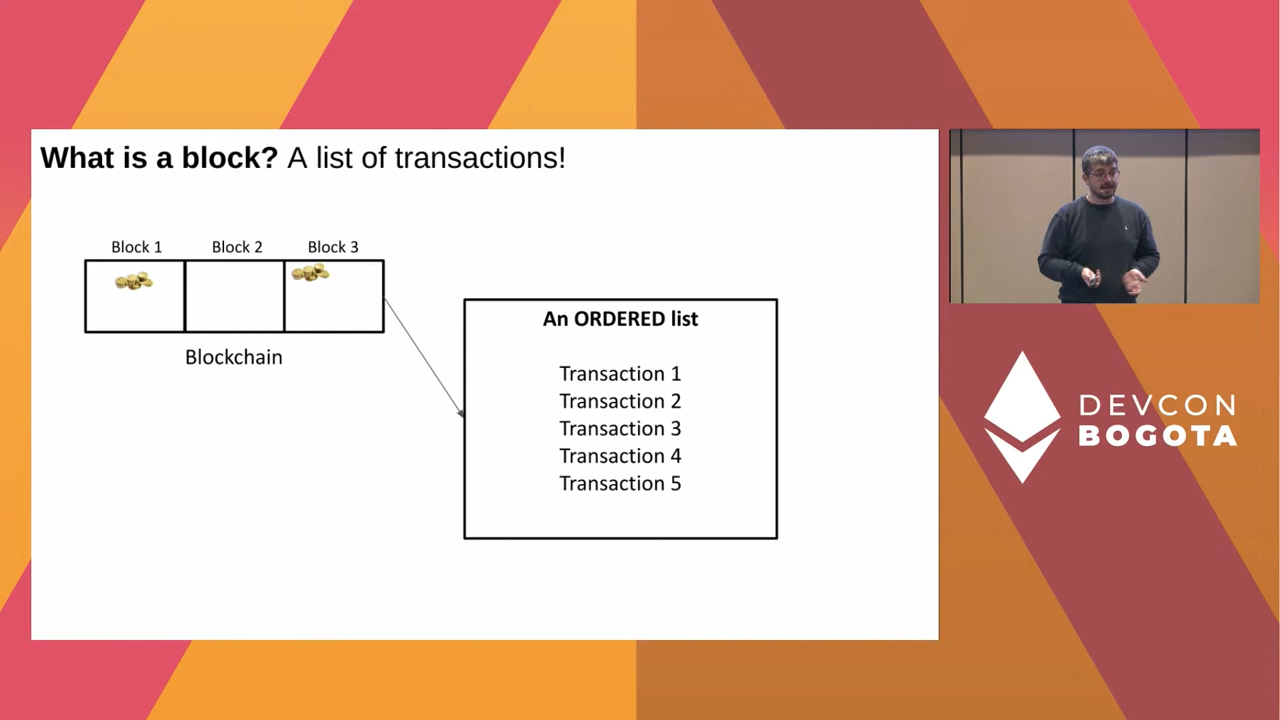 What is a block? A list of transactions!
Block 1
Block 2
Block 3
Blockchain
An ORDERED list
Transaction 1
Transaction 2
Transaction 3
Transaction 4
Transaction 5
DEVCON
BOGOTA